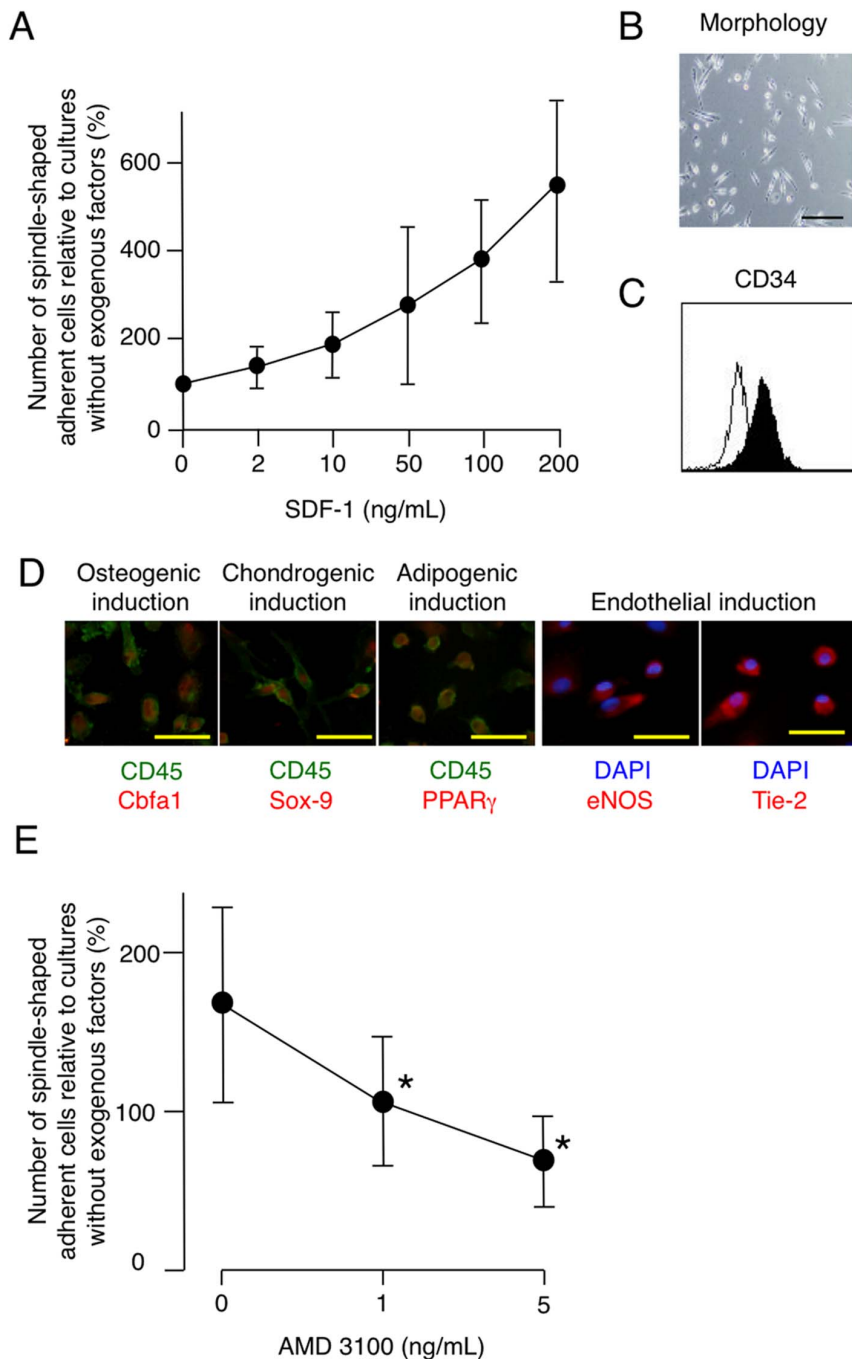 A
Number of spindle-shaped
adherent cells relative to cultures
without exogenous factors (%)
600
400
200
0
0 2 10 50 100 200
SDF-1 (ng/mL)
B
Morphology
C
CD34
D
Osteogenic
induction
Chondrogenic
induction
Adipogenic
induction
Endothelial induction
CD45
Cbfa1
CD45
Sox-9
CD45
PPARγ
DAPI
eNOS
DAPI
Tie-2
E
Number of spindle-shaped
adherent cells relative to cultures
without exogenous factors (%)
200
100
0
*
*
0 1 5
AMD 3100 (ng/mL)